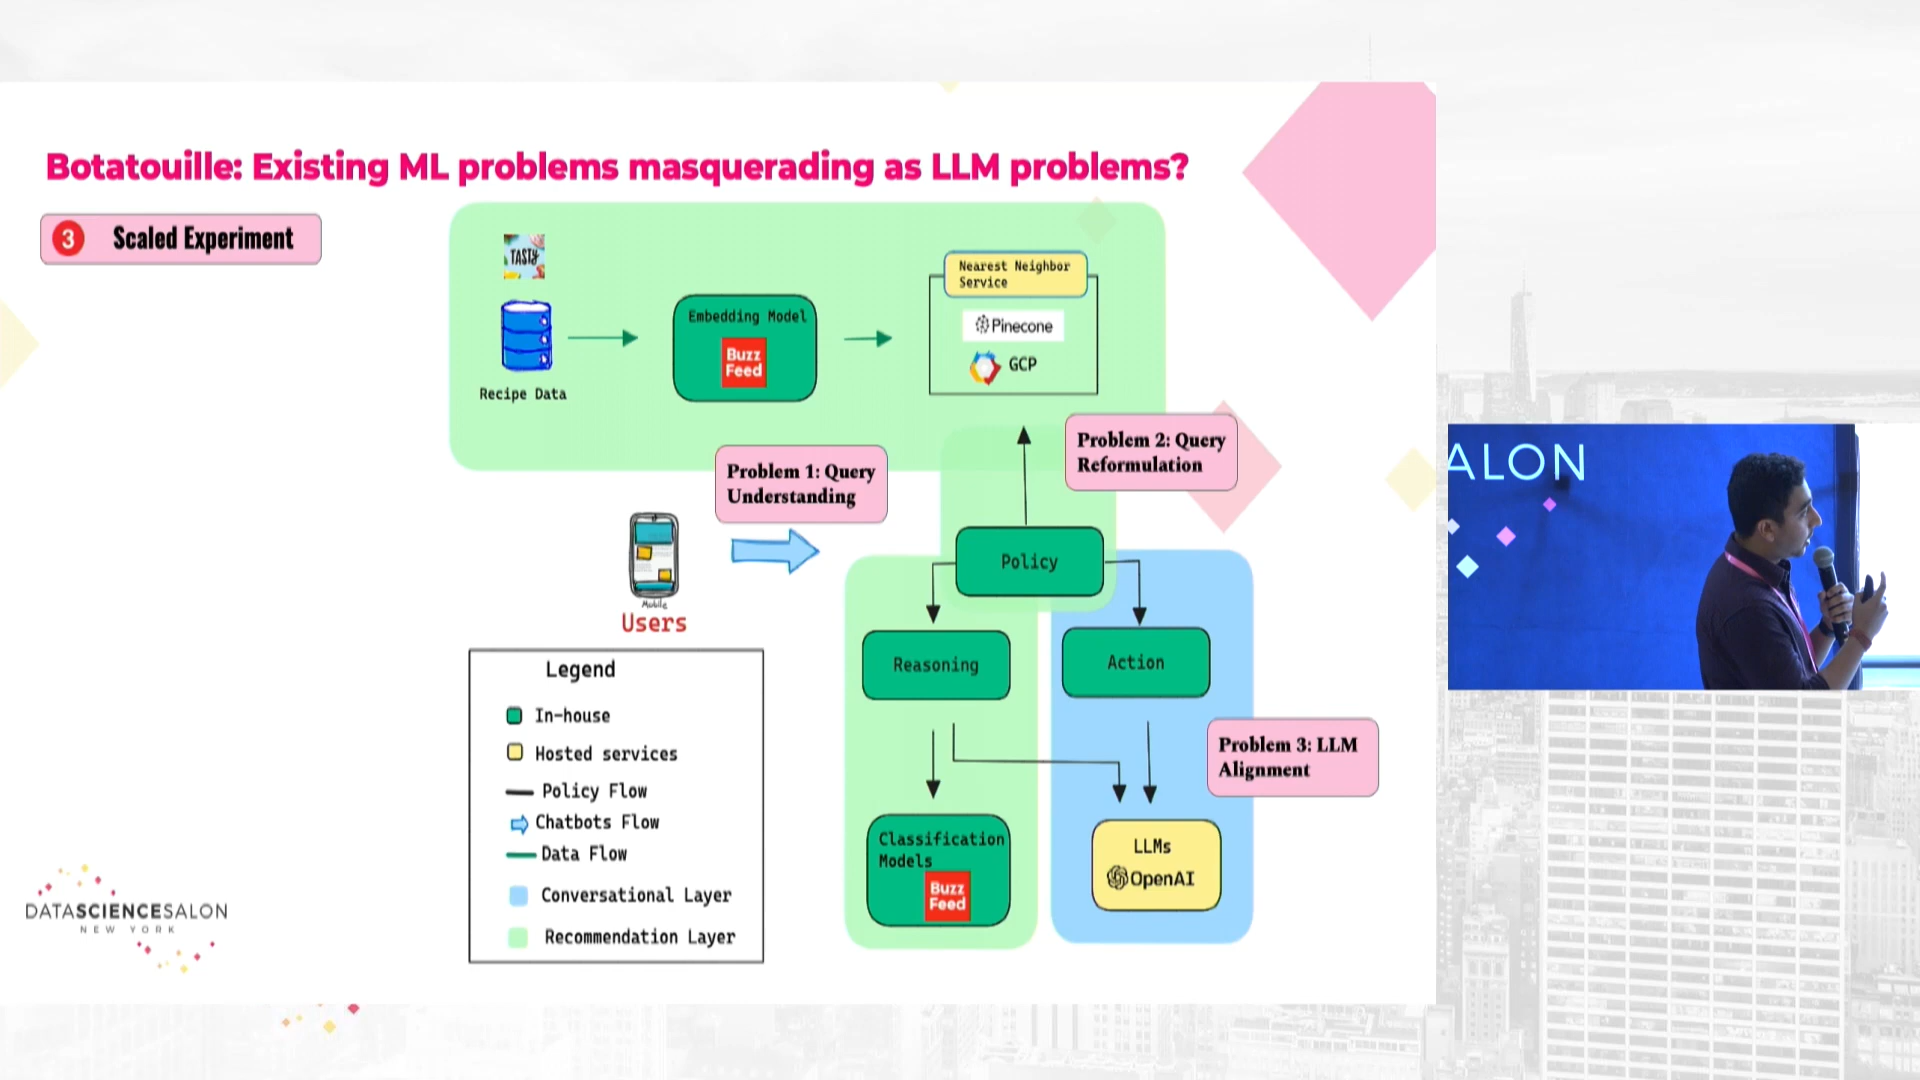 Botatouille: Existing ML problems masquerading as LLM problems?
3 Scaled Experiment
TASTY
Recipe Data
Embedding Model
Buzz
Feed
Nearest Neighbor
Service
Pinecone
GCP
Problem 1: Query
Understanding
Problem 2: Query
Reformulation
Mobile
Users
Policy
Reasoning
Action
Problem 3: LLM
Alignment
Classification
Models
Buzz
Feed
LLMs
OpenAI
Legend
In-house
Hosted services
Policy Flow
Chatbots Flow
Data Flow
Conversational Layer
Recommendation Layer
DATASCIENCESALON
NEW YORK
ALON